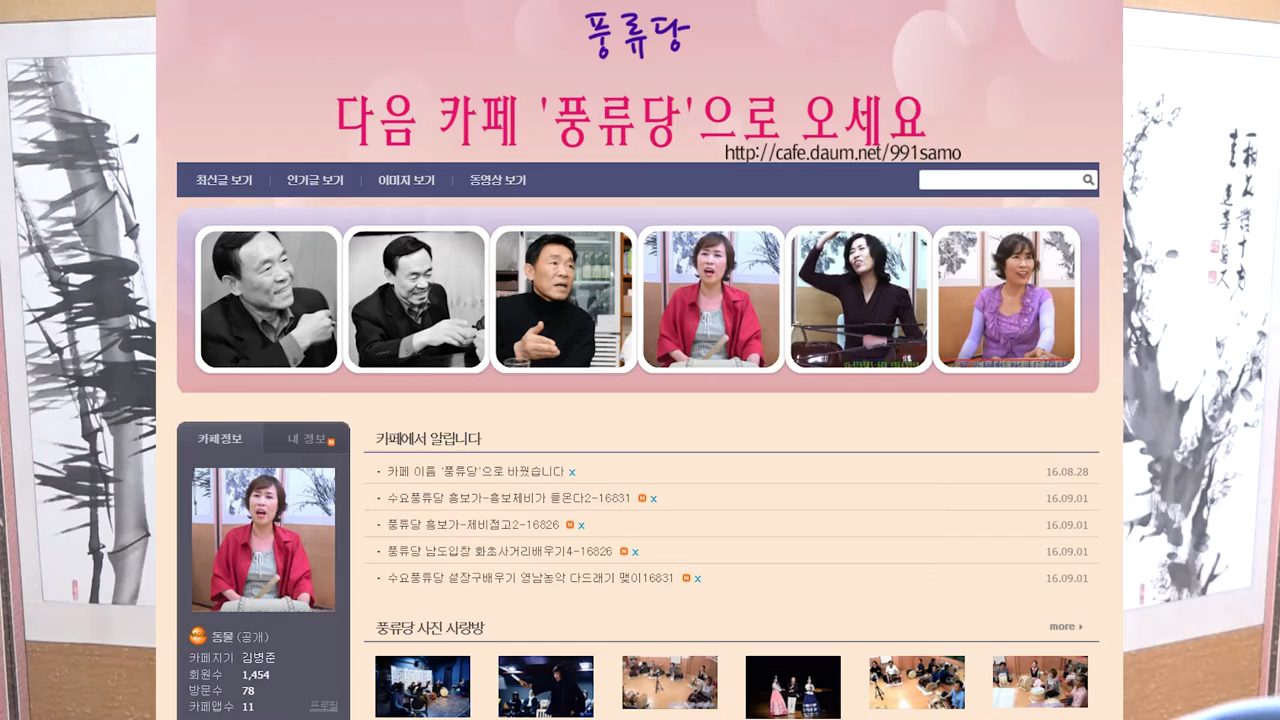 풍류당
다음 카페 '풍류당'으로 오세요
http://cafe.daum.net/991samo
최신글 보기 | 인기글 보기 | 이미지 보기 | 동영상 보기
카페정보 내 정보 N
카페에서 알립니다
· 카페 이름 '풍류당'으로 바꿨습니다 x 16.08.28
· 수요풍류당 흥보가-흥보제비가 들온다2-16831 N x 16.09.01
· 풍류당 흥보가-제비점고2-16826 N x 16.09.01
· 풍류당 남도입창 화초사거리배우기4-16826 N x 16.09.01
· 수요풍류당 설장구배우기 영남농악 다드래기 맺이16831 N x 16.09.01
동물 (공개)
카페지기 김병준
회원수 1,454
방문수 78
카페앱수 11
프로필
풍류당 사진 사랑방
more